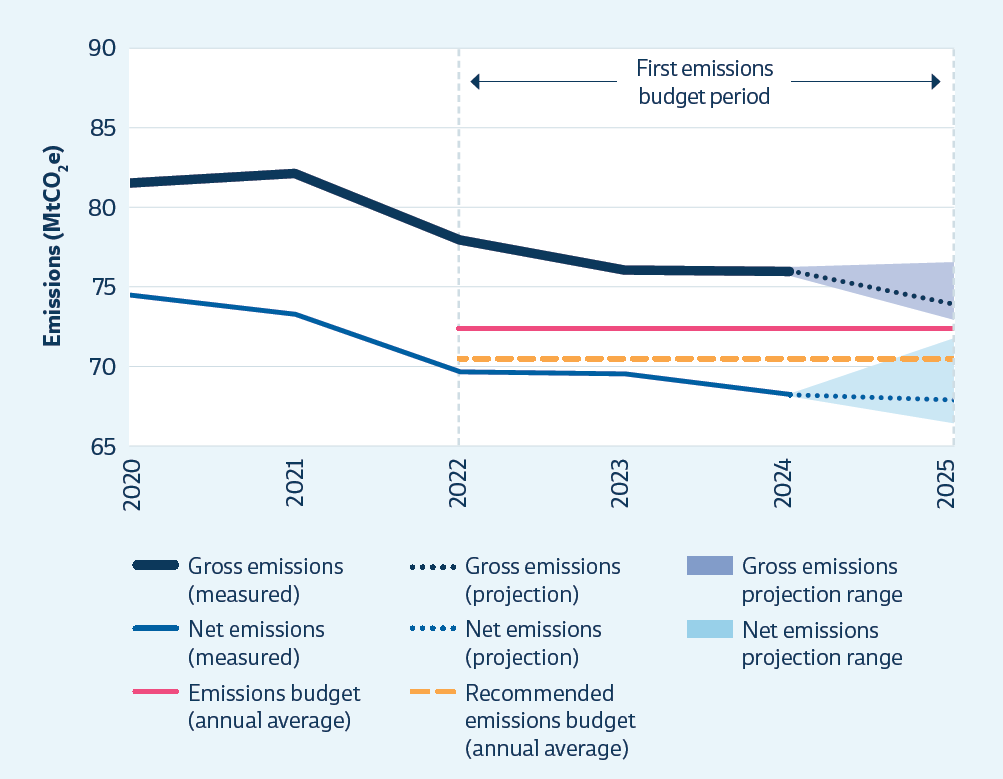 90
First emissions
budget period
85
80
75
70
65
Emissions (MtCO₂e)
2020
2021
2022
2023
2024
2025
Gross emissions
(measured)
Gross emissions
(projection)
Gross emissions
projection range
Net emissions
(measured)
Net emissions
(projection)
Net emissions
projection range
Emissions budget
(annual average)
Recommended
emissions budget
(annual average)